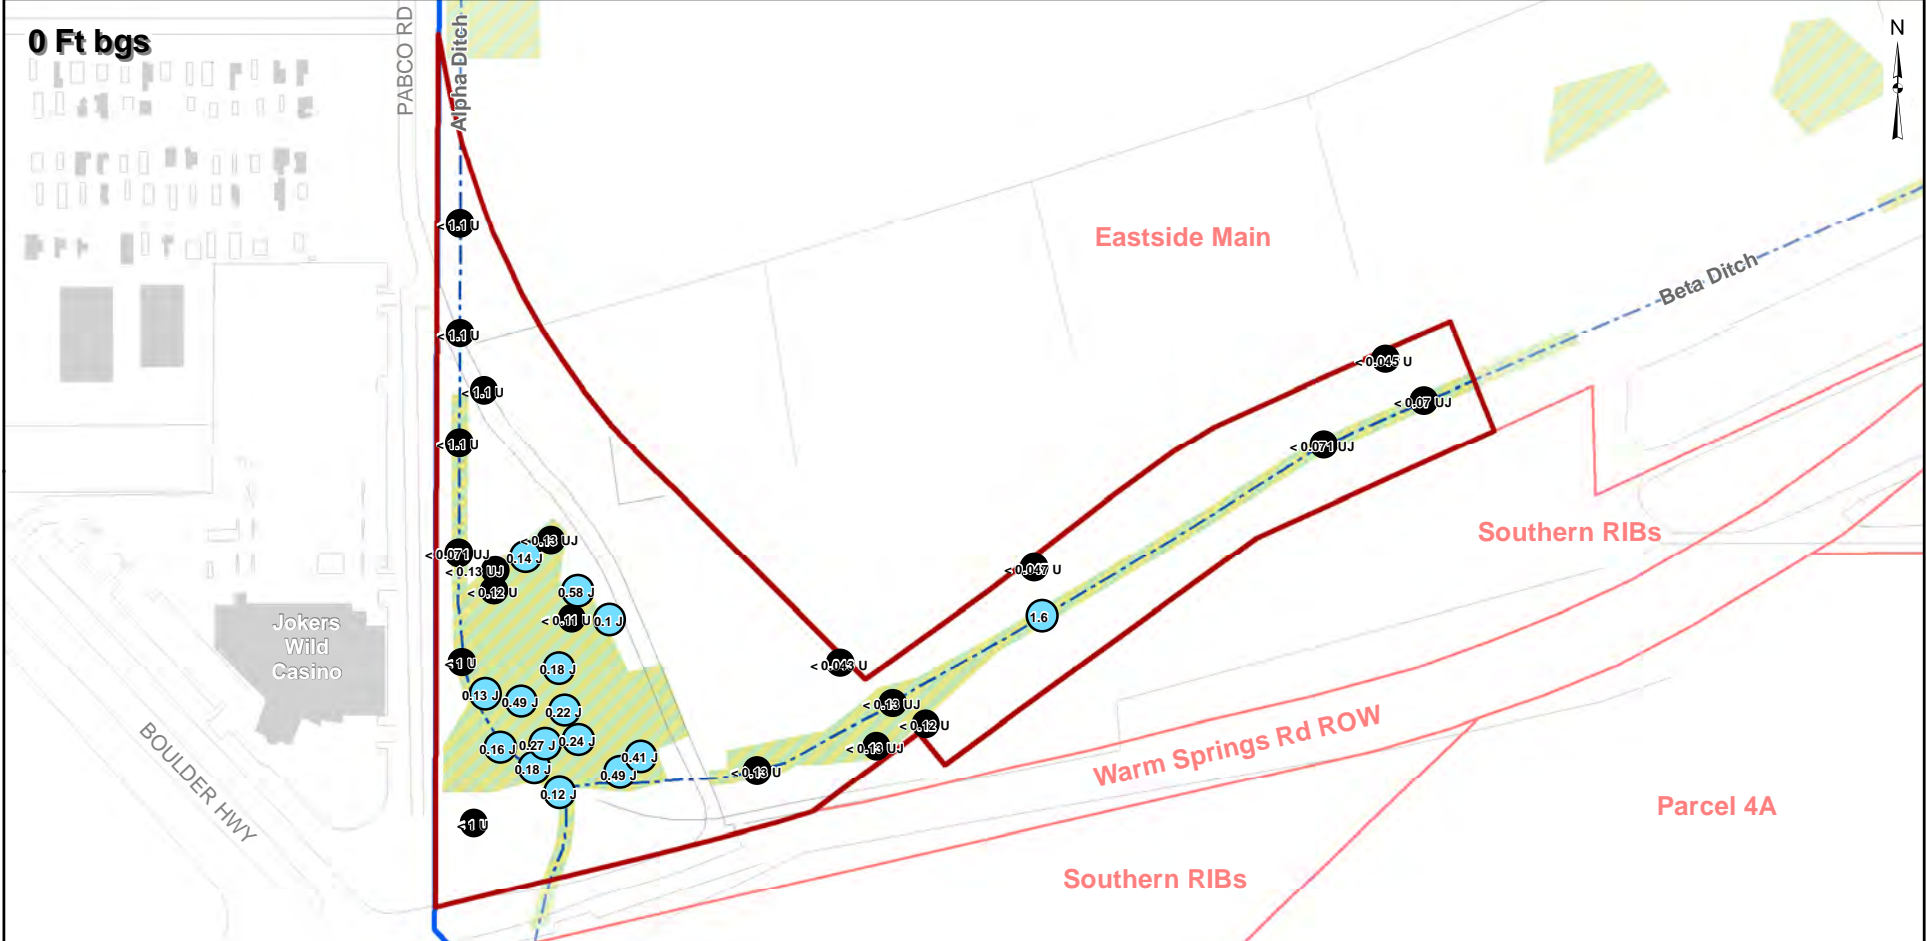 0 Ft bgs
PABCO RD
Alpha Ditch
N
< 1.1 U
Eastside Main
Beta Ditch
< 1.1 U
< 0.045 U
< 1.1 U
< 0.07 UJ
< 1.1 U
< 0.071 UJ
Southern RIBs
< 0.13 UJ
< 0.071 UJ
0.14 J
< 0.13 UJ
< 0.047 U
< 0.12 U
0.58 J
< 0.11 U
0.1 J
1.6
Jokers
Wild
Casino
< 1 U
0.18 J
< 0.043 U
0.13 J
0.49 J
0.22 J
< 0.13 UJ
< 0.12 U
0.16 J
0.27 J
0.24 J
< 0.13 UJ
0.41 J
0.18 J
0.49 J
< 0.13 U
0.12 J
Warm Springs Rd ROW
BOULDER HWY
Parcel 4A
< 1 U
Southern RIBs